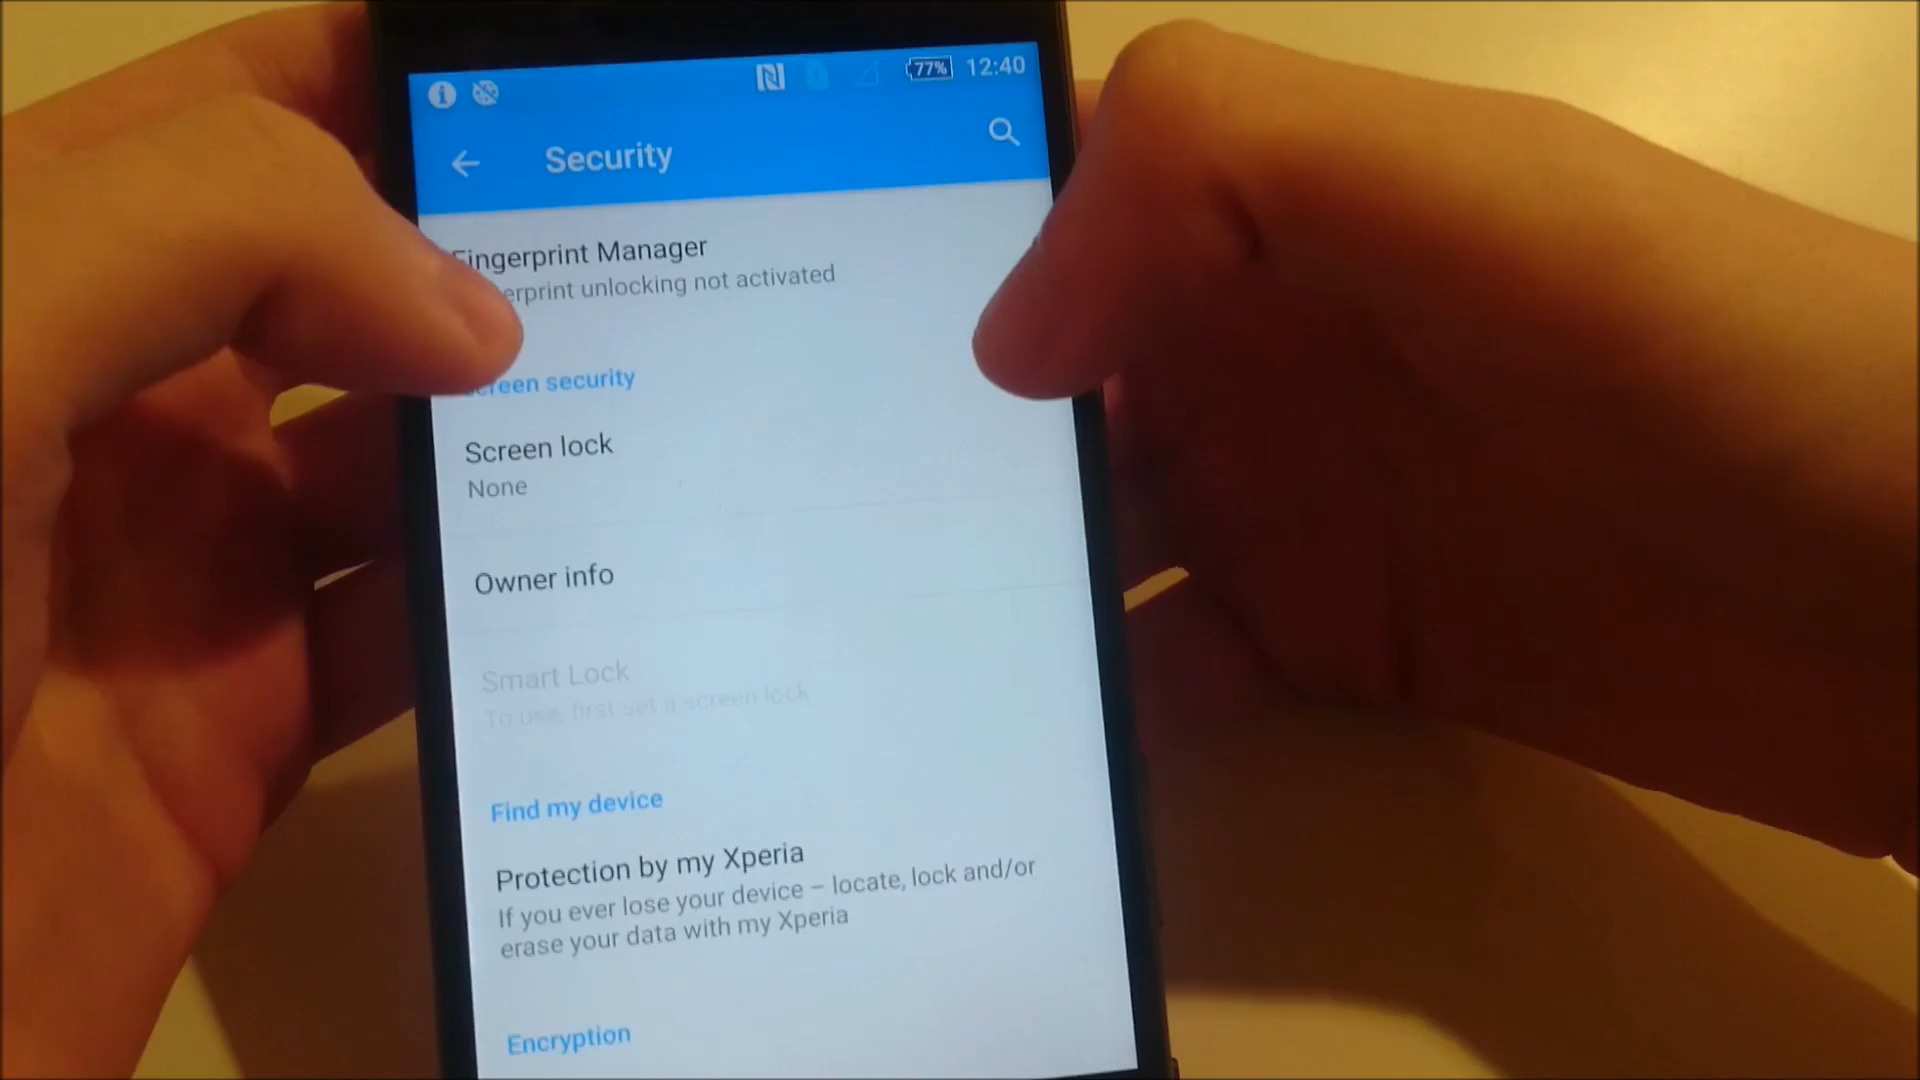 77% 12:40
Security
Fingerprint Manager
erprint unlocking not activated
reen security
Screen lock
None
Owner info
Smart Lock
To use, first set a screen lock
Find my device
Protection by my Xperia
If you ever lose your device – locate, lock and/or
erase your data with my Xperia
Encryption